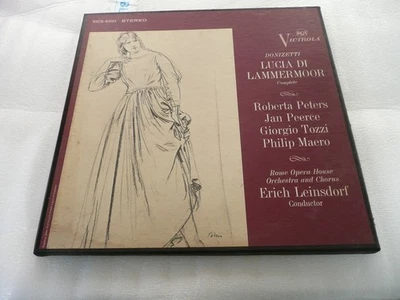 STEREO
RCA
VICTROLA
DONIZETTI
LUCIA DI
LAMMERMOOR
Complete
Roberta Peters
Jan Peerce
Giorgio Tozzi
Philip Maero
Rome Opera House
Orchestra and Chorus
Erich Leinsdorf
Conductor